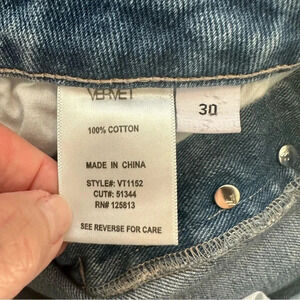 VERVET
30
100% COTTON
MADE IN CHINA
STYLE#: VT1152
CUT#: 51344
RN# 125813
SEE REVERSE FOR CARE